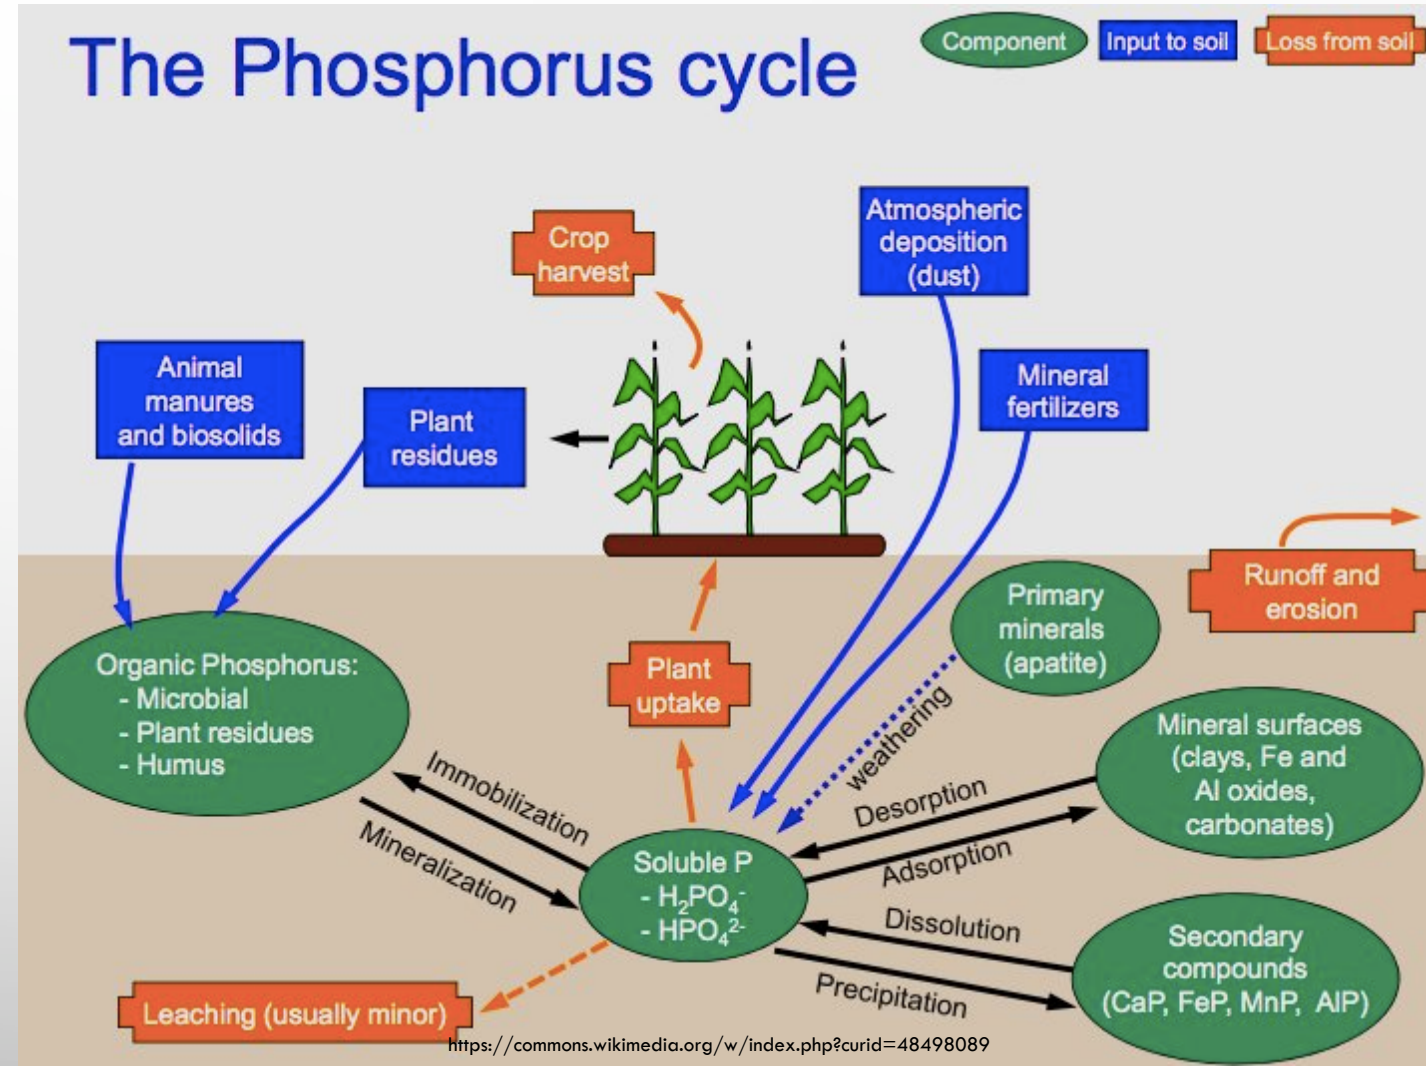 The Phosphorus cycle
Component
Input to soil
Loss from soil
Atmospheric
deposition
(dust)
Crop
harvest
Animal
manures
and biosolids
Plant
residues
Mineral
fertilizers
Runoff and
erosion
Primary
minerals
(apatite)
Organic Phosphorus:
- Microbial
- Plant residues
- Humus
Plant
uptake
weathering
Mineral surfaces
(clays, Fe and
Al oxides,
carbonates)
Immobilization
Mineralization
Desorption
Adsorption
Soluble P
- H₂PO₄⁻
- HPO₄²⁻
Dissolution
Precipitation
Secondary
compounds
(CaP, FeP, MnP, AlP)
Leaching (usually minor)
https://commons.wikimedia.org/w/index.php?curid=48498089